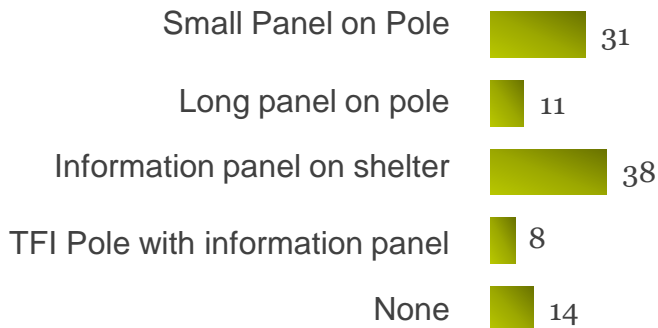 Small Panel on Pole 31
Long panel on pole 11
Information panel on shelter 38
TFI Pole with information panel 8
None 14